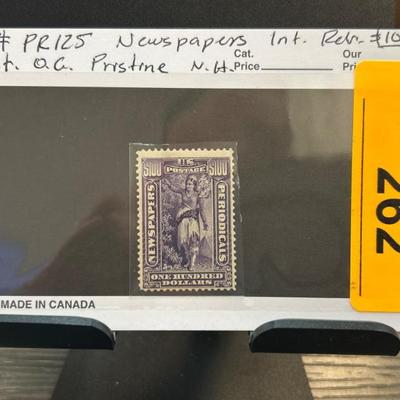 # PR125 Newspapers Int. Rev. $10
t. O.G. Pristine N.H.
Cat.
Price
Our
Pri
U.S.
POSTAGE
$100 $100
NEWSPAPERS
PERIODICALS
ONE HUNDRED
DOLLARS
262
MADE IN CANADA